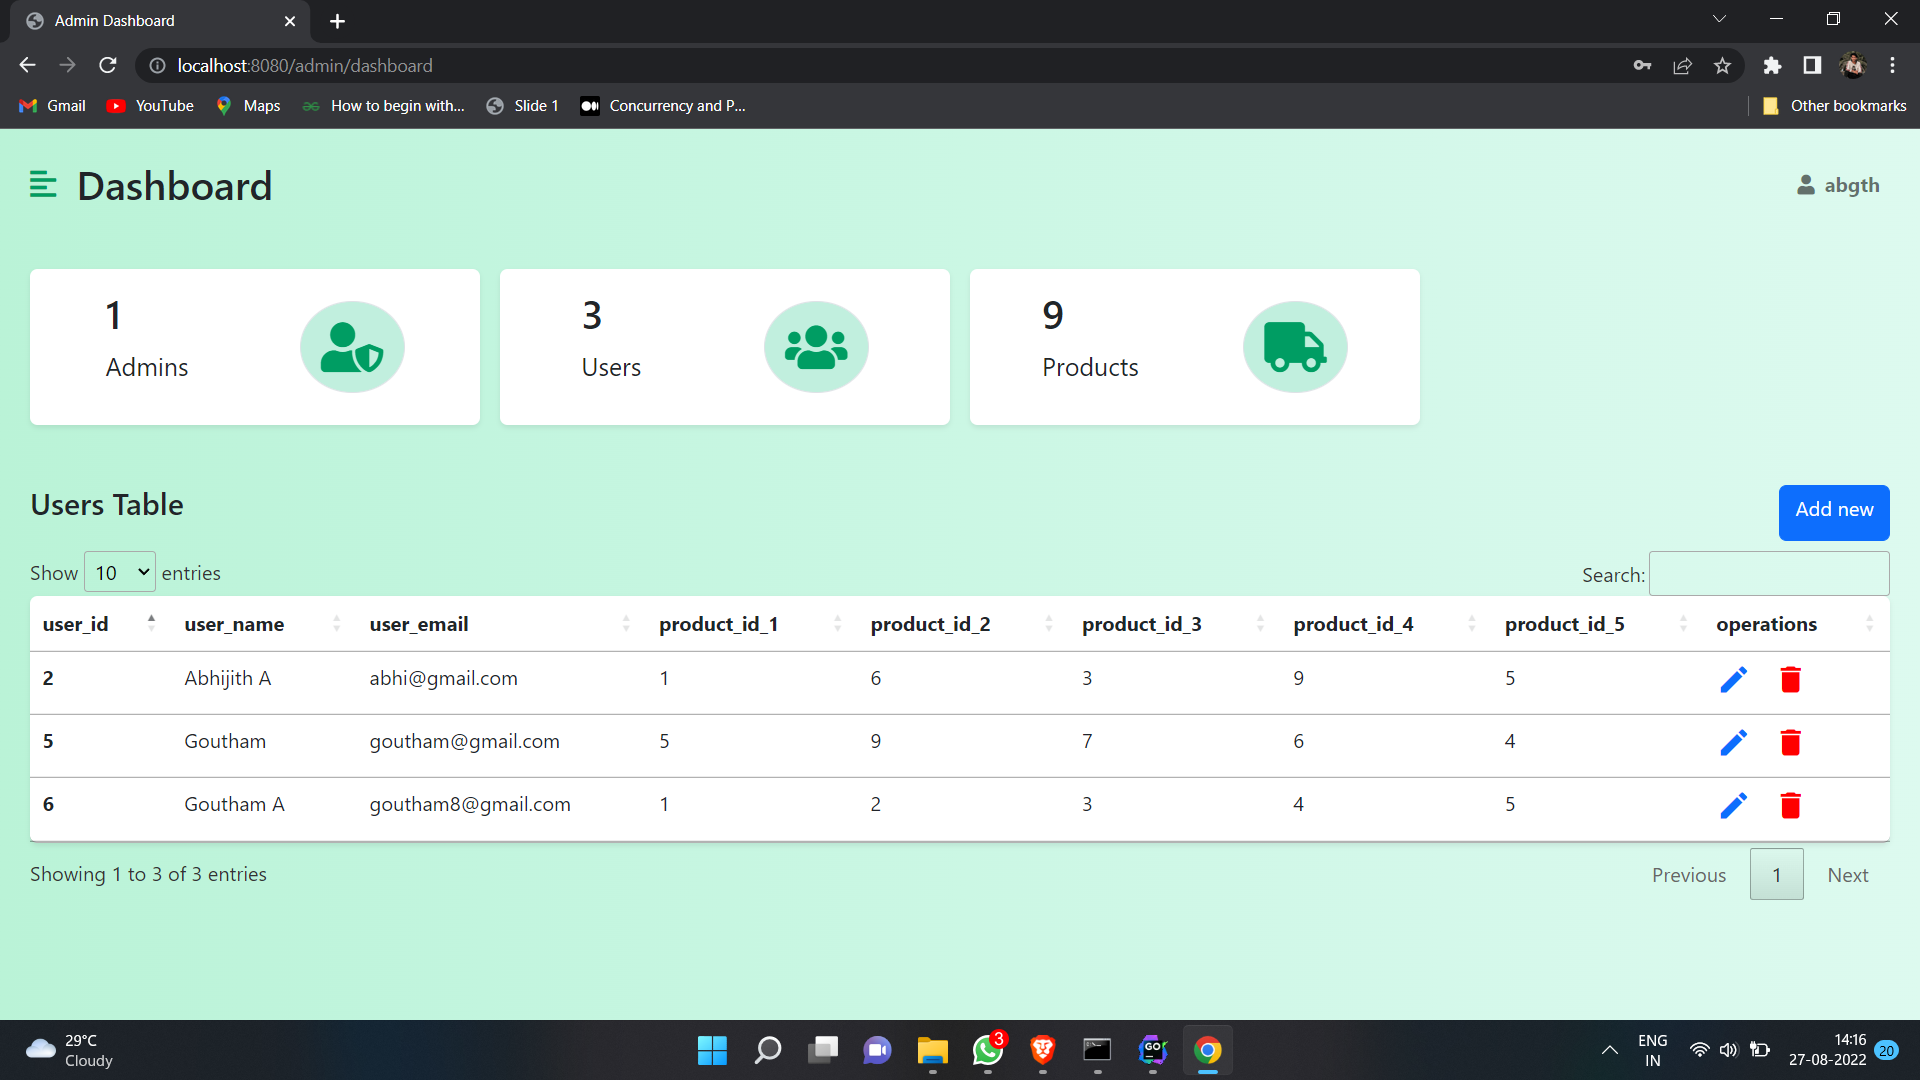 Admin Dashboard
localhost:8080/admin/dashboard
Gmail YouTube Maps How to begin with... Slide 1 Concurrency and P... Other bookmarks
Dashboard abgth
1 3 9
Admins Users Products
Users Table Add new
Show 10 entries Search:
user_id user_name user_email product_id_1 product_id_2 product_id_3 product_id_4 product_id_5 operations
2 Abhijith A abhi@gmail.com 1 6 3 9 5
5 Goutham goutham@gmail.com 5 9 7 6 4
6 Goutham A goutham8@gmail.com 1 2 3 4 5
Showing 1 to 3 of 3 entries Previous 1 Next
29°C
Cloudy
3
GO
ENG
IN
14:16
27-08-2022
20